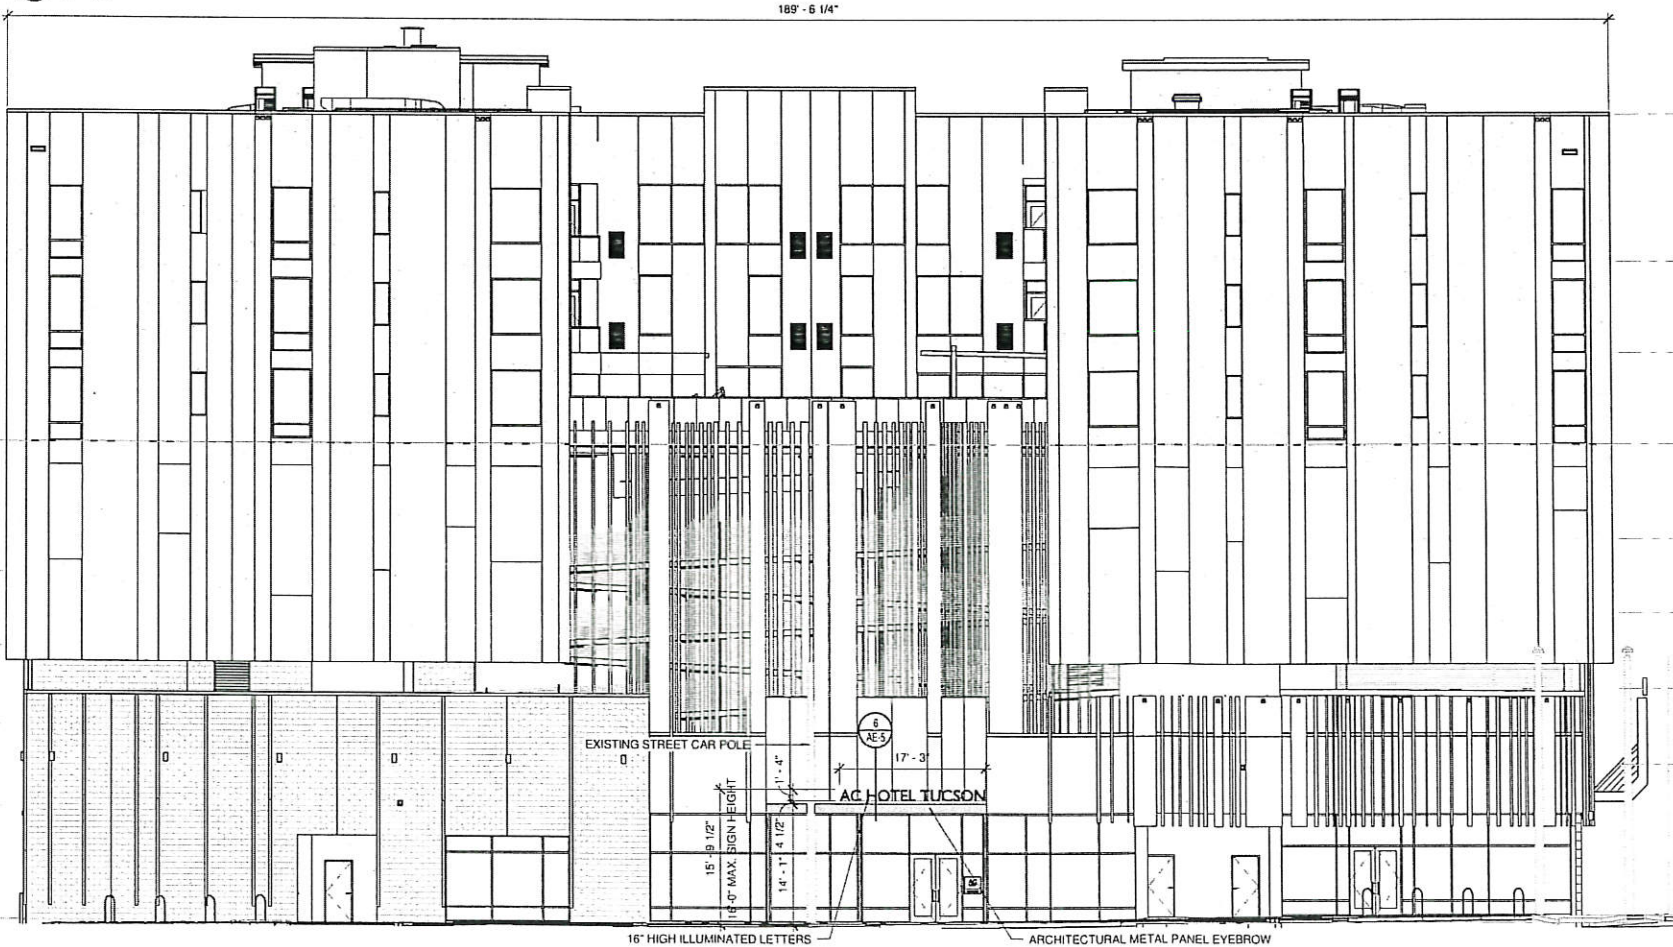 189' - 6 1/4"
6
AE-5
EXISTING STREET CAR POLE
17' - 3"
1' - 4"
AC HOTEL TUCSON
15' - 9 1/2"
16'-0" MAX. SIGN HEIGHT
14' - 1" 4 1/2"
16" HIGH ILLUMINATED LETTERS
ARCHITECTURAL METAL PANEL EYEBROW